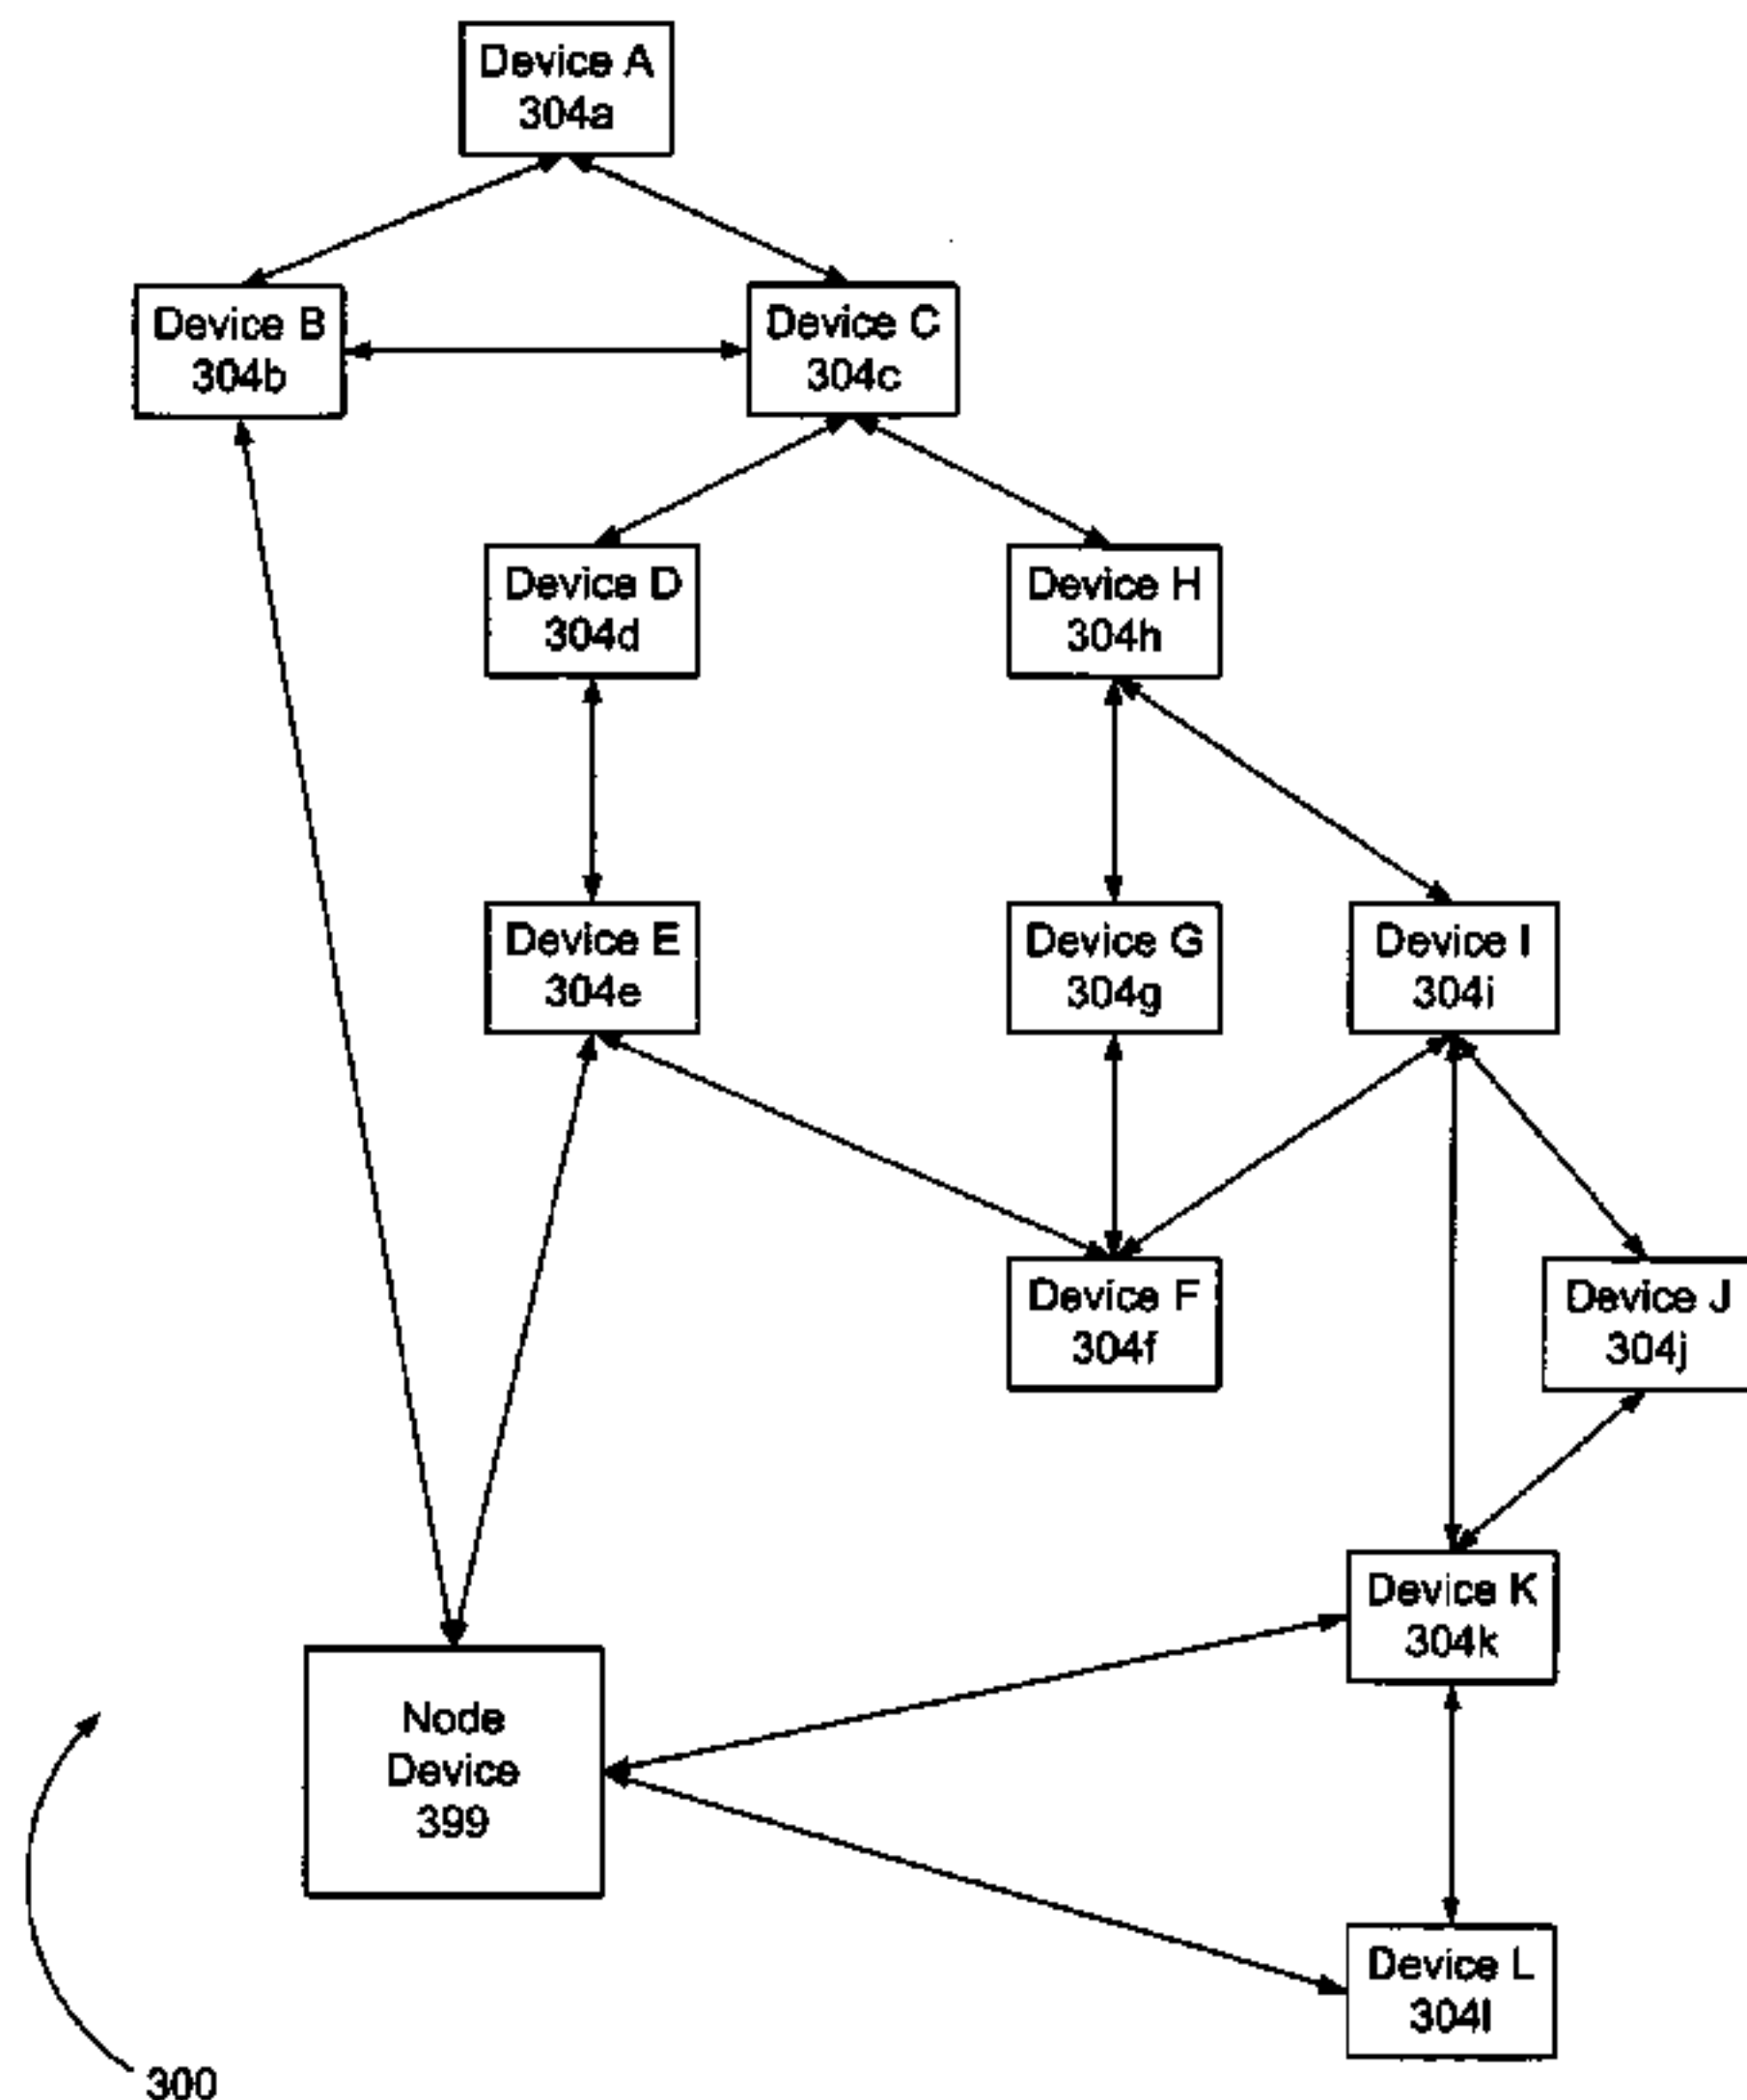 Device A
304a
Device B
304b
Device C
304c
Device D
304d
Device H
304h
Device E
304e
Device G
304g
Device I
304i
Device F
304f
Device J
304j
Device K
304k
Node
Device
399
Device L
304l
300